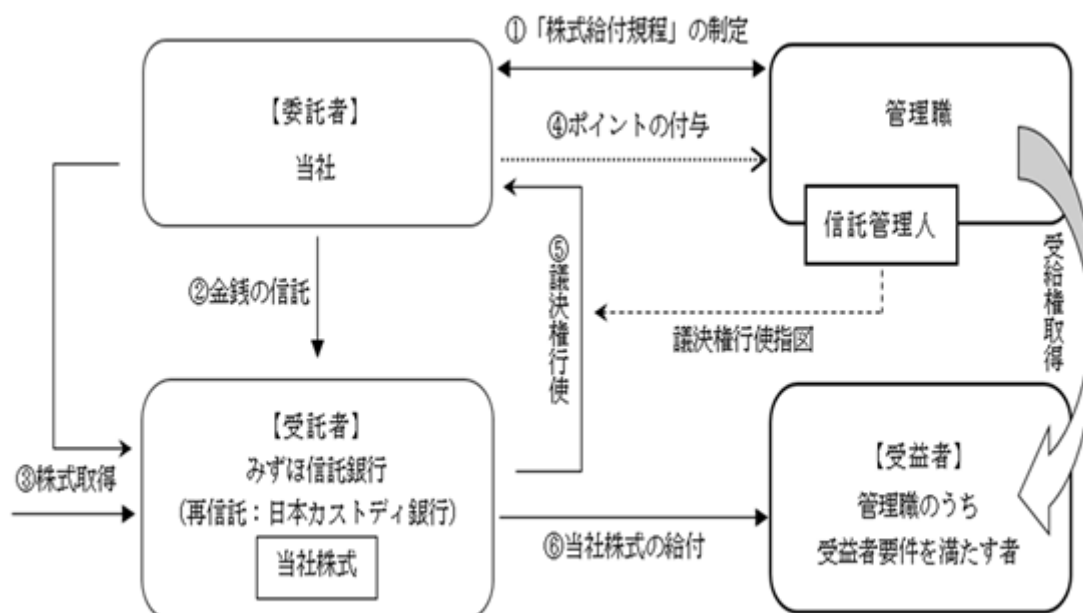 ①「株式給付規程」の制定
【委託者】
当社
管理職
④ポイントの付与
信託管理人
②金銭の信託
⑤議決権行使
議決権行使指図
受給権取得
【受託者】
みずほ信託銀行
(再信託:日本カストディ銀行)
当社株式
③株式取得
⑥当社株式の給付
【受益者】
管理職のうち
受益者要件を満たす者